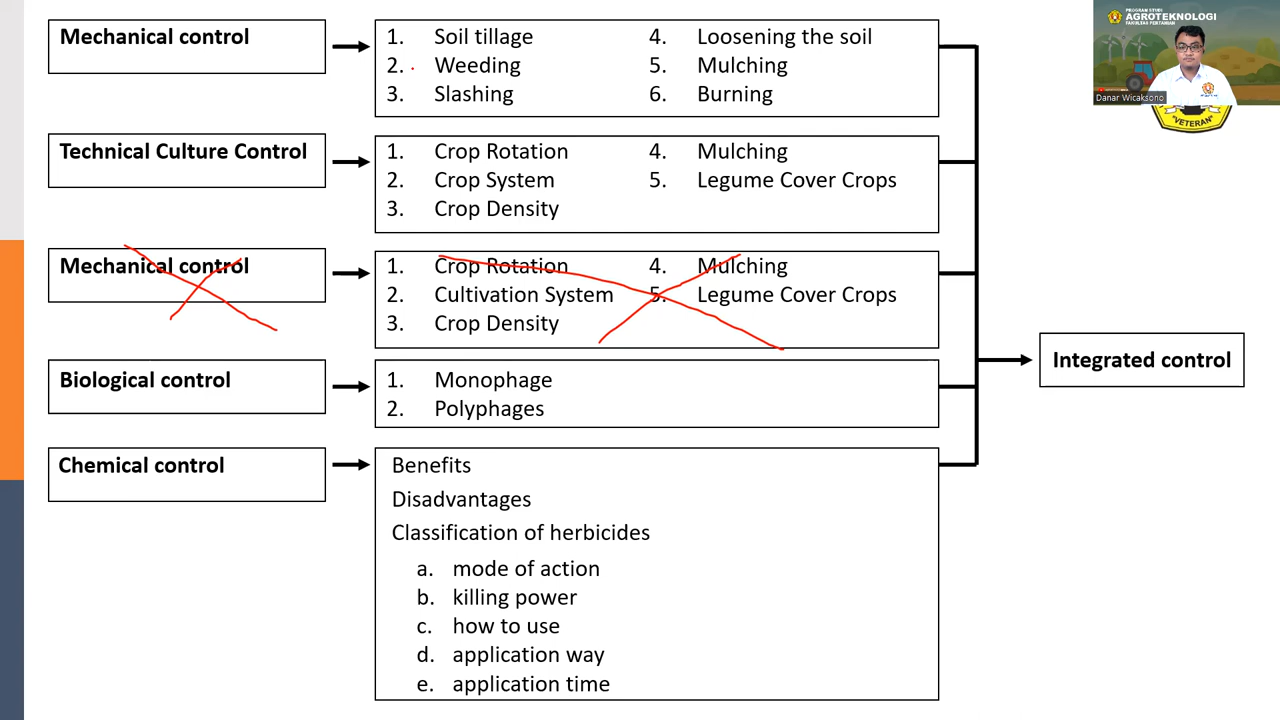 PROGRAM STUDI
AGROTEKNOLOGI
FAKULTAS PERTANIAN
Danar Wicaksono
"VETERAN"
Mechanical control
1. Soil tillage 4. Loosening the soil
2. Weeding 5. Mulching
3. Slashing 6. Burning
Technical Culture Control
1. Crop Rotation 4. Mulching
2. Crop System 5. Legume Cover Crops
3. Crop Density
Mechanical control
1. Crop Rotation 4. Mulching
2. Cultivation System 5. Legume Cover Crops
3. Crop Density
Biological control
1. Monophage
2. Polyphages
Integrated control
Chemical control
Benefits
Disadvantages
Classification of herbicides
a. mode of action
b. killing power
c. how to use
d. application way
e. application time